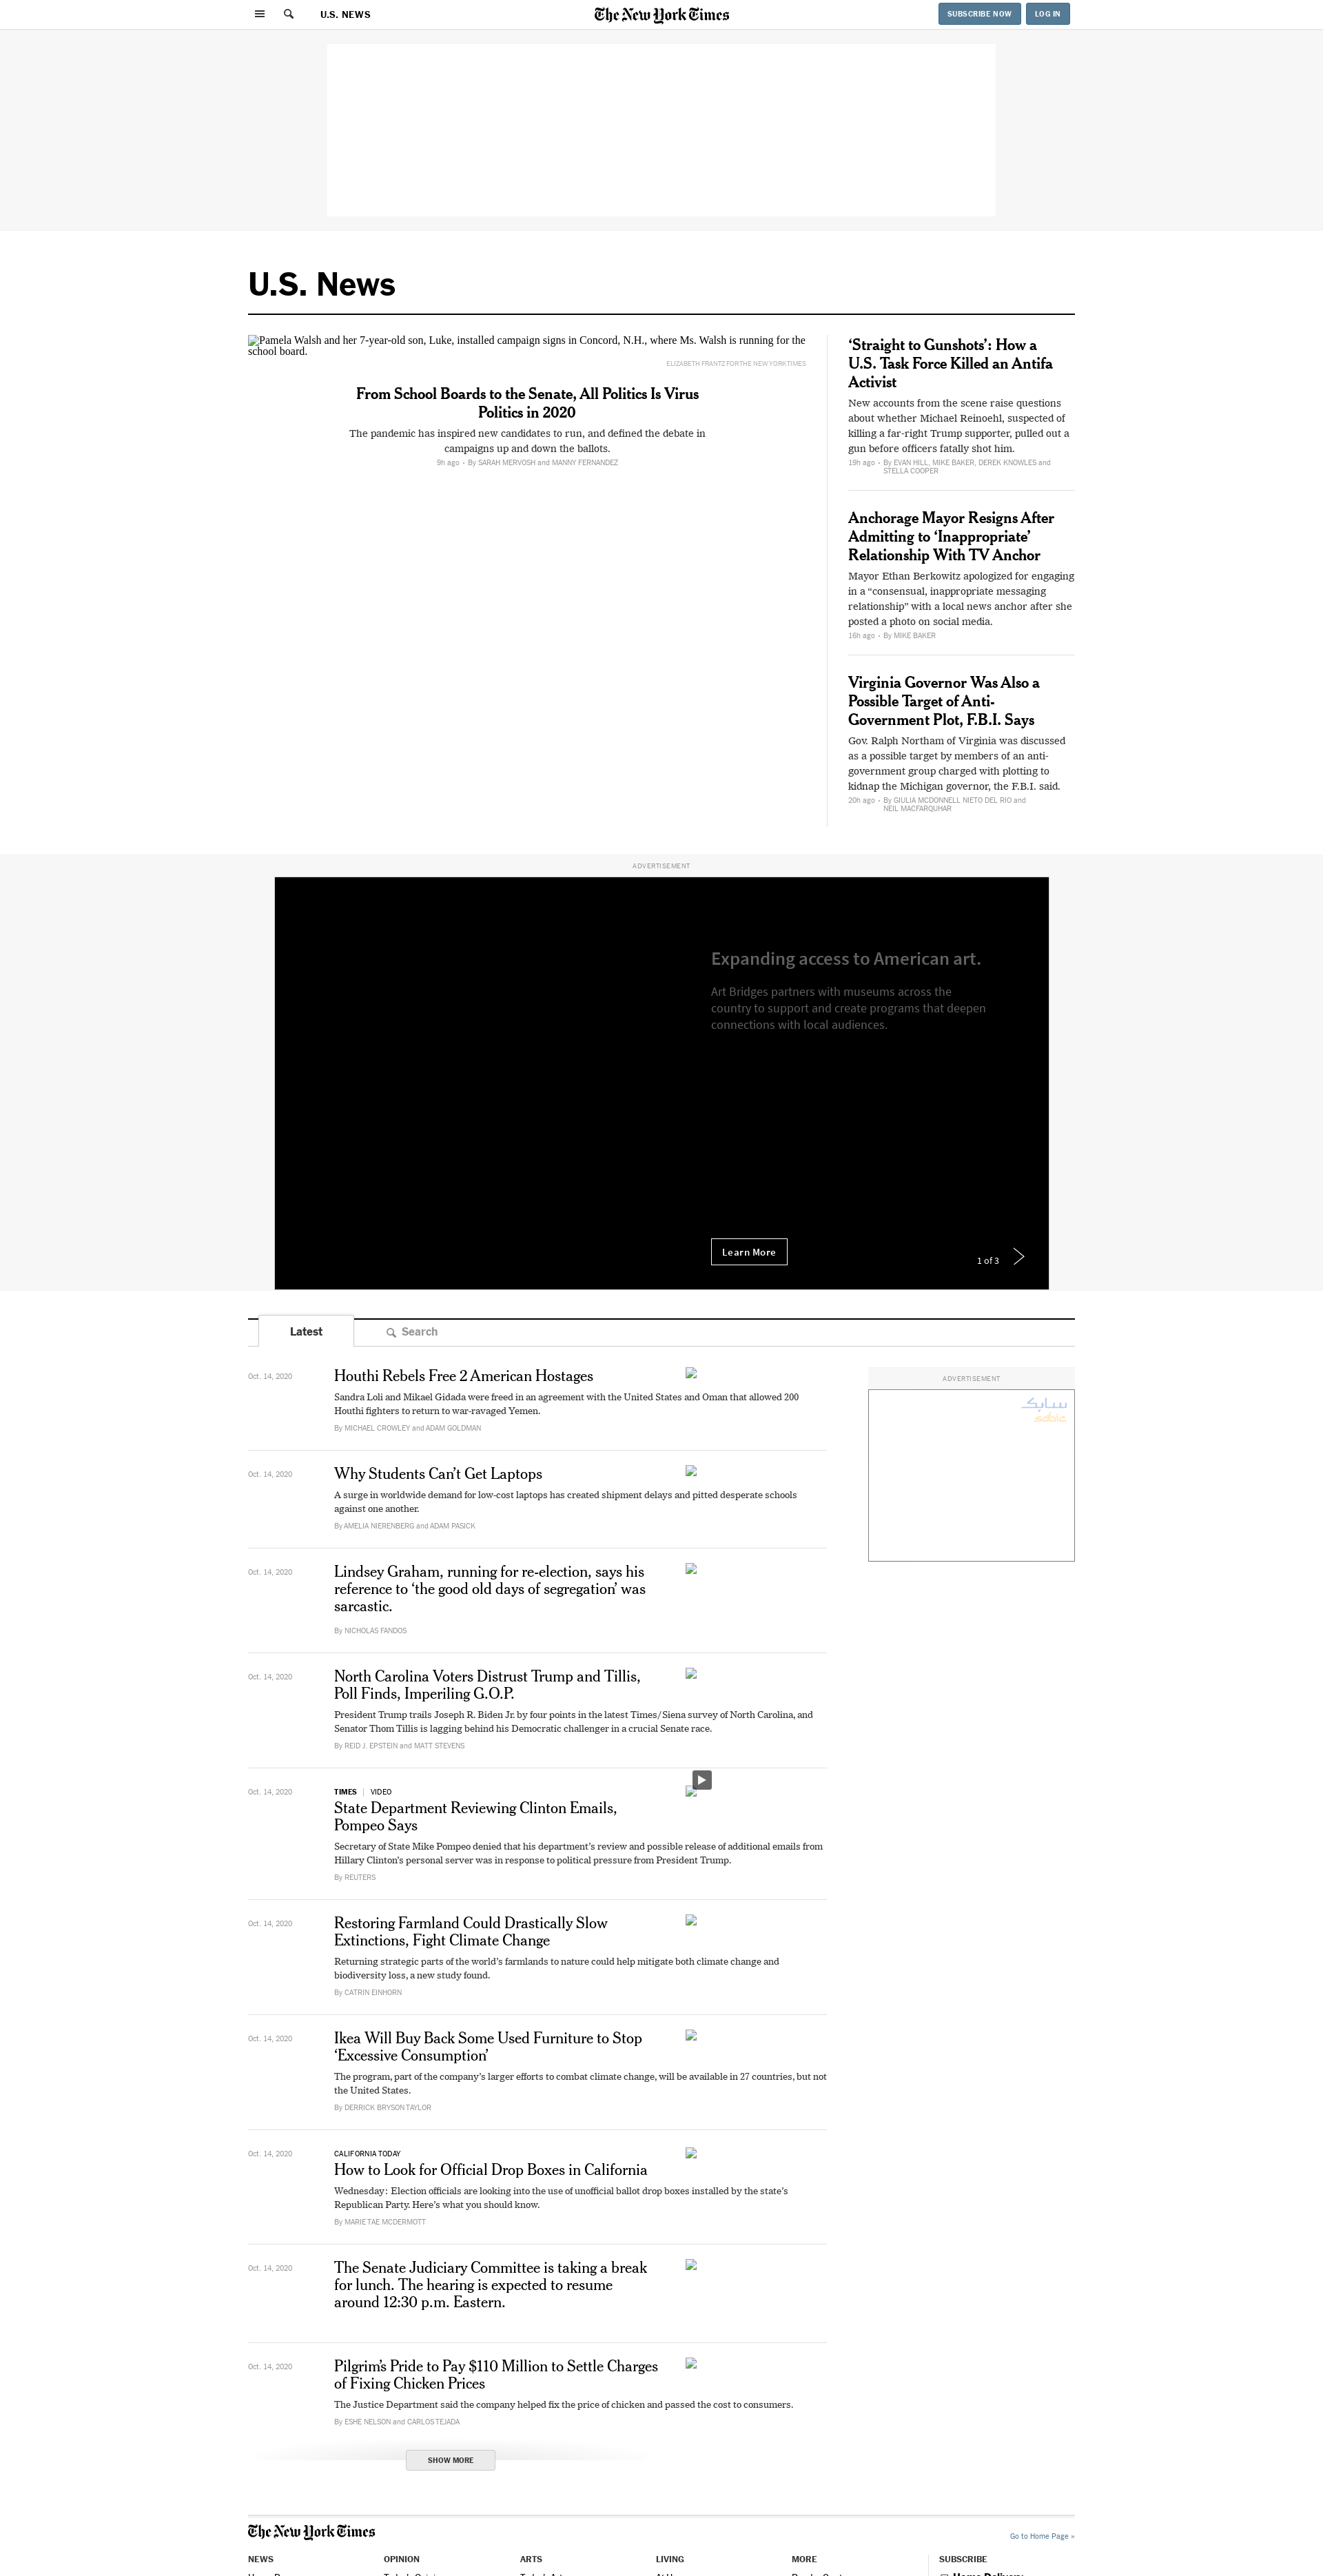 U.S. NEWS
The New York Times
SUBSCRIBE NOW
LOG IN
U.S. News
Pamela Walsh and her 7-year-old son, Luke, installed campaign signs in Concord, N.H., where Ms. Walsh is running for the
school board.
ELIZABETH FRANTZ FOR THE NEW YORK TIMES
From School Boards to the Senate, All Politics Is Virus
Politics in 2020
The pandemic has inspired new candidates to run, and defined the debate in
campaigns up and down the ballots.
9h ago • By SARAH MERVOSH and MANNY FERNANDEZ
‘Straight to Gunshots’: How a
U.S. Task Force Killed an Antifa
Activist
New accounts from the scene raise questions
about whether Michael Reinoehl, suspected of
killing a far-right Trump supporter, pulled out a
gun before officers fatally shot him.
19h ago • By EVAN HILL, MIKE BAKER, DEREK KNOWLES and
STELLA COOPER
Anchorage Mayor Resigns After
Admitting to ‘Inappropriate’
Relationship With TV Anchor
Mayor Ethan Berkowitz apologized for engaging
in a “consensual, inappropriate messaging
relationship” with a local news anchor after she
posted a photo on social media.
16h ago • By MIKE BAKER
Virginia Governor Was Also a
Possible Target of Anti-
Government Plot, F.B.I. Says
Gov. Ralph Northam of Virginia was discussed
as a possible target by members of an anti-
government group charged with plotting to
kidnap the Michigan governor, the F.B.I. said.
20h ago • By GIULIA MCDONNELL NIETO DEL RIO and
NEIL MACFARQUHAR
ADVERTISEMENT
Expanding access to American art.
Art Bridges partners with museums across the
country to support and create programs that deepen
connections with local audiences.
Learn More
1 of 3
Latest
Search
Oct. 14, 2020
Houthi Rebels Free 2 American Hostages
Sandra Loli and Mikael Gidada were freed in an agreement with the United States and Oman that allowed 200
Houthi fighters to return to war-ravaged Yemen.
By MICHAEL CROWLEY and ADAM GOLDMAN
ADVERTISEMENT
سابك
sabic
Oct. 14, 2020
Why Students Can’t Get Laptops
A surge in worldwide demand for low-cost laptops has created shipment delays and pitted desperate schools
against one another.
By AMELIA NIERENBERG and ADAM PASICK
Oct. 14, 2020
Lindsey Graham, running for re-election, says his
reference to ‘the good old days of segregation’ was
sarcastic.
By NICHOLAS FANDOS
Oct. 14, 2020
North Carolina Voters Distrust Trump and Tillis,
Poll Finds, Imperiling G.O.P.
President Trump trails Joseph R. Biden Jr. by four points in the latest Times/Siena survey of North Carolina, and
Senator Thom Tillis is lagging behind his Democratic challenger in a crucial Senate race.
By REID J. EPSTEIN and MATT STEVENS
Oct. 14, 2020
TIMES | VIDEO
State Department Reviewing Clinton Emails,
Pompeo Says
Secretary of State Mike Pompeo denied that his department’s review and possible release of additional emails from
Hillary Clinton’s personal server was in response to political pressure from President Trump.
By REUTERS
Oct. 14, 2020
Restoring Farmland Could Drastically Slow
Extinctions, Fight Climate Change
Returning strategic parts of the world’s farmlands to nature could help mitigate both climate change and
biodiversity loss, a new study found.
By CATRIN EINHORN
Oct. 14, 2020
Ikea Will Buy Back Some Used Furniture to Stop
‘Excessive Consumption’
The program, part of the company’s larger efforts to combat climate change, will be available in 27 countries, but not
the United States.
By DERRICK BRYSON TAYLOR
Oct. 14, 2020
CALIFORNIA TODAY
How to Look for Official Drop Boxes in California
Wednesday: Election officials are looking into the use of unofficial ballot drop boxes installed by the state’s
Republican Party. Here’s what you should know.
By MARIE TAE MCDERMOTT
Oct. 14, 2020
The Senate Judiciary Committee is taking a break
for lunch. The hearing is expected to resume
around 12:30 p.m. Eastern.
Oct. 14, 2020
Pilgrim’s Pride to Pay $110 Million to Settle Charges
of Fixing Chicken Prices
The Justice Department said the company helped fix the price of chicken and passed the cost to consumers.
By ESHE NELSON and CARLOS TEJADA
SHOW MORE
The New York Times
Go to Home Page »
NEWS
OPINION
ARTS
LIVING
MORE
SUBSCRIBE